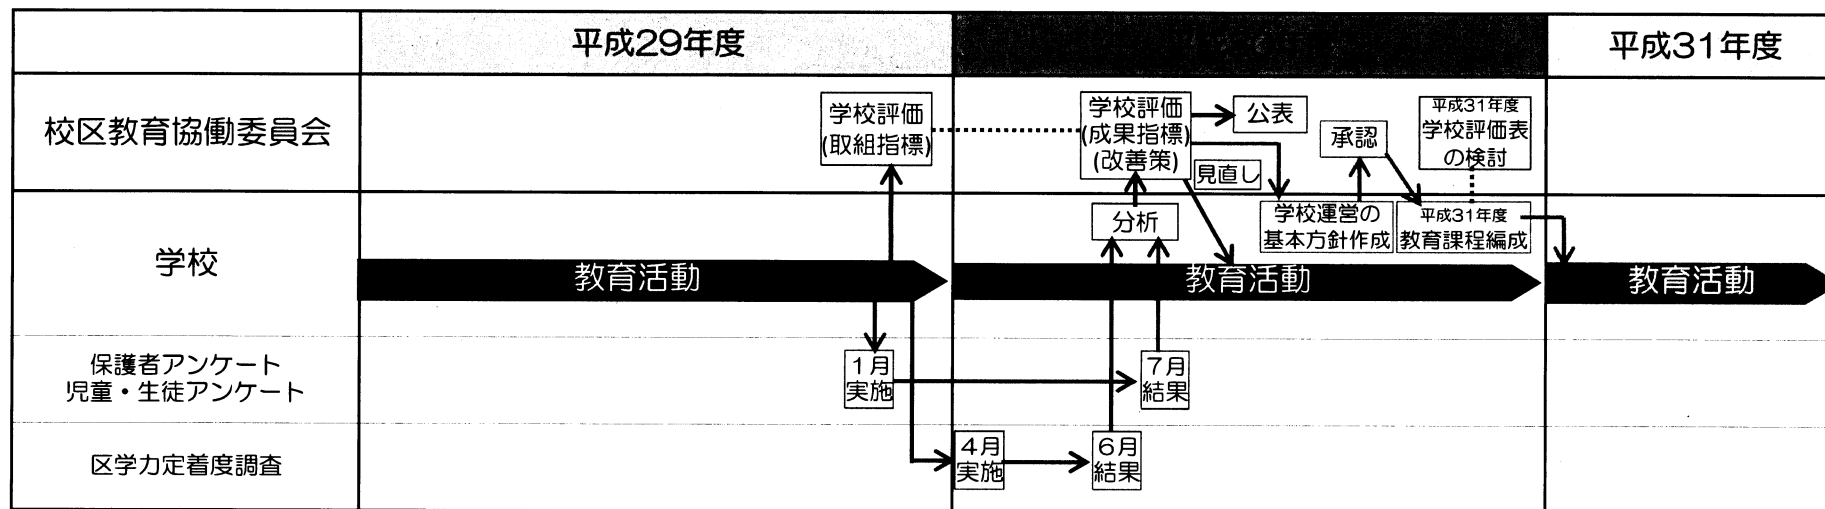 平成29年度
平成31年度
校区教育協働委員会
学校評価
(取組指標)
学校評価
(成果指標)
(改善策)
公表
見直し
承認
平成31年度
学校評価表
の検討
学校
分析
学校運営の
基本方針作成
平成31年度
教育課程編成
教育活動
教育活動
教育活動
保護者アンケート
児童・生徒アンケート
1月
実施
7月
結果
区学力定着度調査
4月
実施
6月
結果